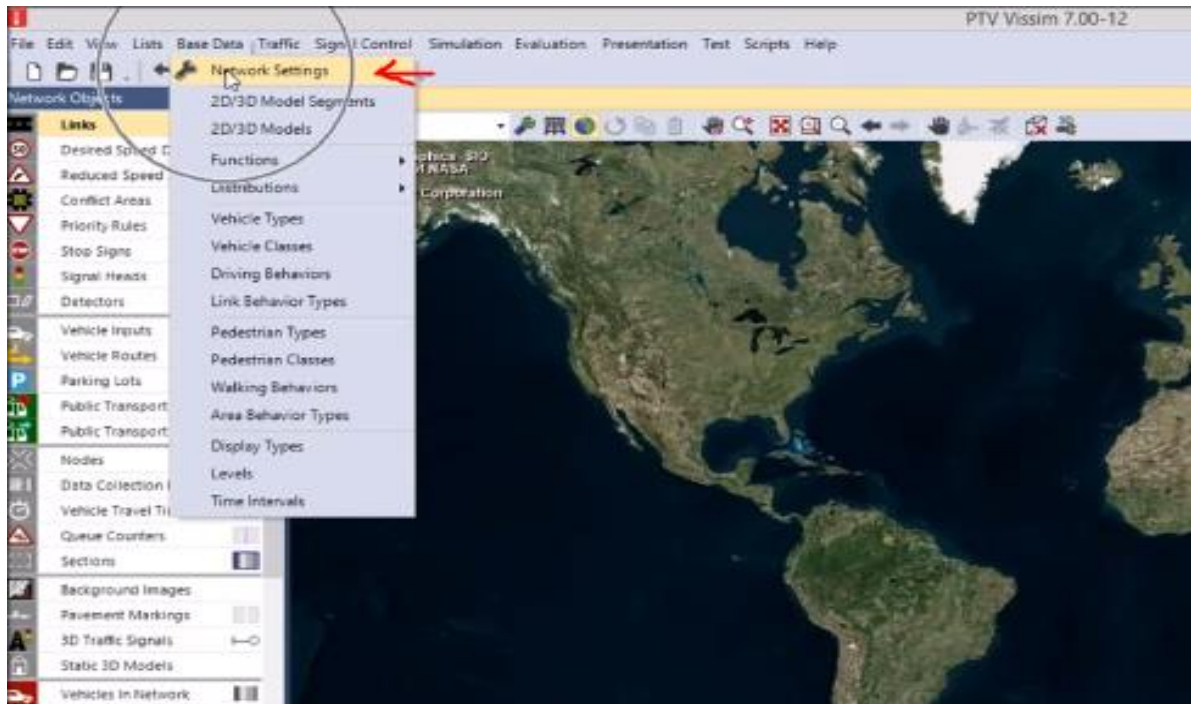 PTV Vissim 7.00-12
File Edit View Lists Base Data Traffic Signal Control Simulation Evaluation Presentation Test Scripts Help
Network Settings
2D/3D Model Segments
2D/3D Models
Functions
Distributions
Vehicle Types
Vehicle Classes
Driving Behaviors
Link Behavior Types
Pedestrian Types
Pedestrian Classes
Walking Behaviors
Area Behavior Types
Display Types
Levels
Time Intervals
Network Objects
Links
Desired Speed D
Reduced Speed
Conflict Areas
Priority Rules
Stop Signs
Signal Heads
Detectors
Vehicle Inputs
Vehicle Routes
Parking Lots
Public Transport
Public Transport
Nodes
Data Collection
Vehicle Travel Ti
Queue Counters
Sections
Background Images
Pavement Markings
3D Traffic Signals
Static 3D Models
Vehicles In Network
SIO
NASA
Corporation